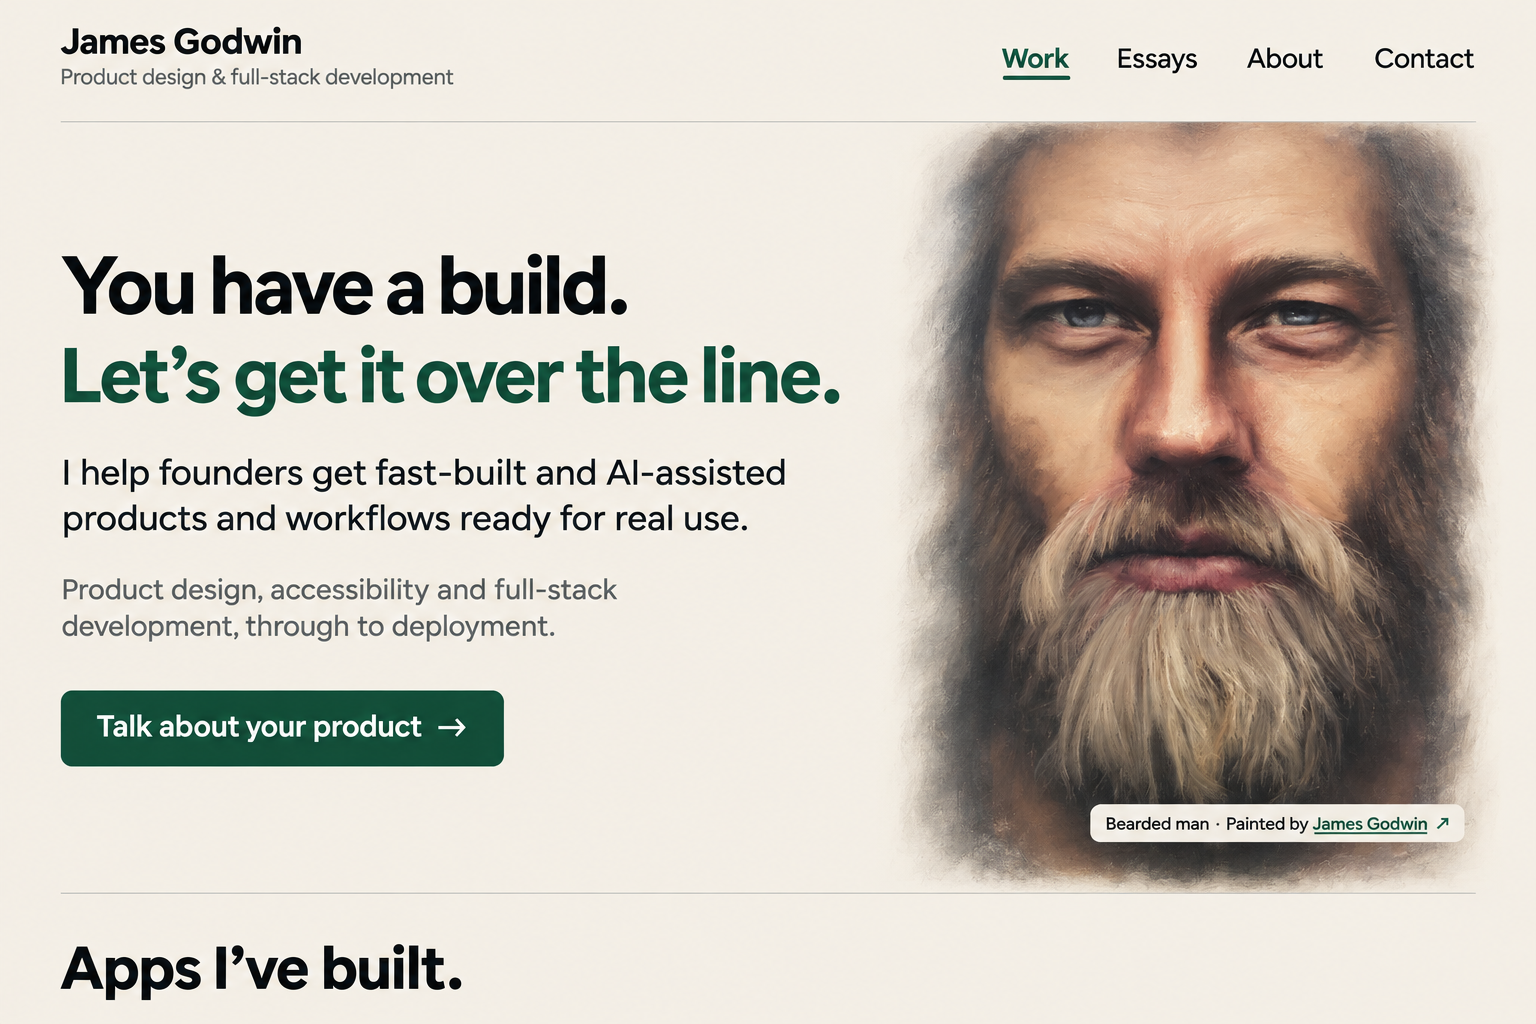 James Godwin
Product design & full-stack development
Work Essays About Contact
You have a build.
Let’s get it over the line.
I help founders get fast-built and AI-assisted
products and workflows ready for real use.
Product design, accessibility and full-stack
development, through to deployment.
Talk about your product →
Bearded man · Painted by James Godwin ↗
Apps I’ve built.